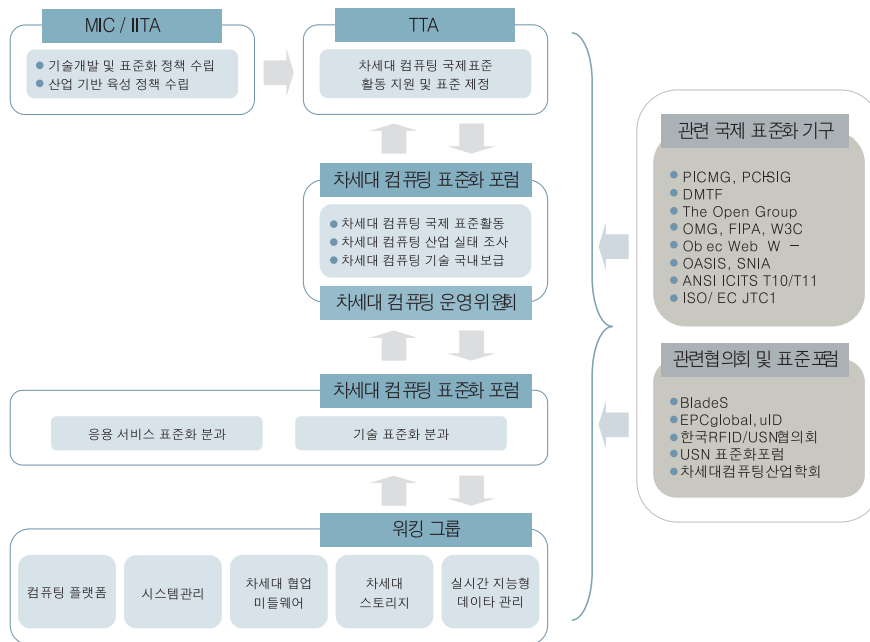 MIC / IITA
기술개발 및 표준화 정책 수립
산업 기반 육성 정책 수립
TTA
차세대 컴퓨팅 국제표준
활동 지원 및 표준 제정
차세대 컴퓨팅 표준화 포럼
차세대 컴퓨팅 국제 표준활동
차세대 컴퓨팅 산업 실태 조사
차세대 컴퓨팅 기술 국내보급
차세대 컴퓨팅 운영위원회
차세대 컴퓨팅 표준화 포럼
응용 서비스 표준화 분과
기술 표준화 분과
워킹 그룹
컴퓨팅 플랫폼
시스템관리
차세대 협업
미들웨어
차세대
스토리지
실시간 지능형
데이타 관리
관련 국제 표준화 기구
PICMG, PCI-SIG
DMTF
The Open Group
OMG, FIPA, W3C
Ob ec Web W –
OASIS, SNIA
ANSI ICITS T10/T11
ISO/ EC JTC1
관련협의회 및 표준 포럼
BladeS
EPCglobal, uID
한국RFID/USN협의회
USN 표준화포럼
차세대컴퓨팅산업학회